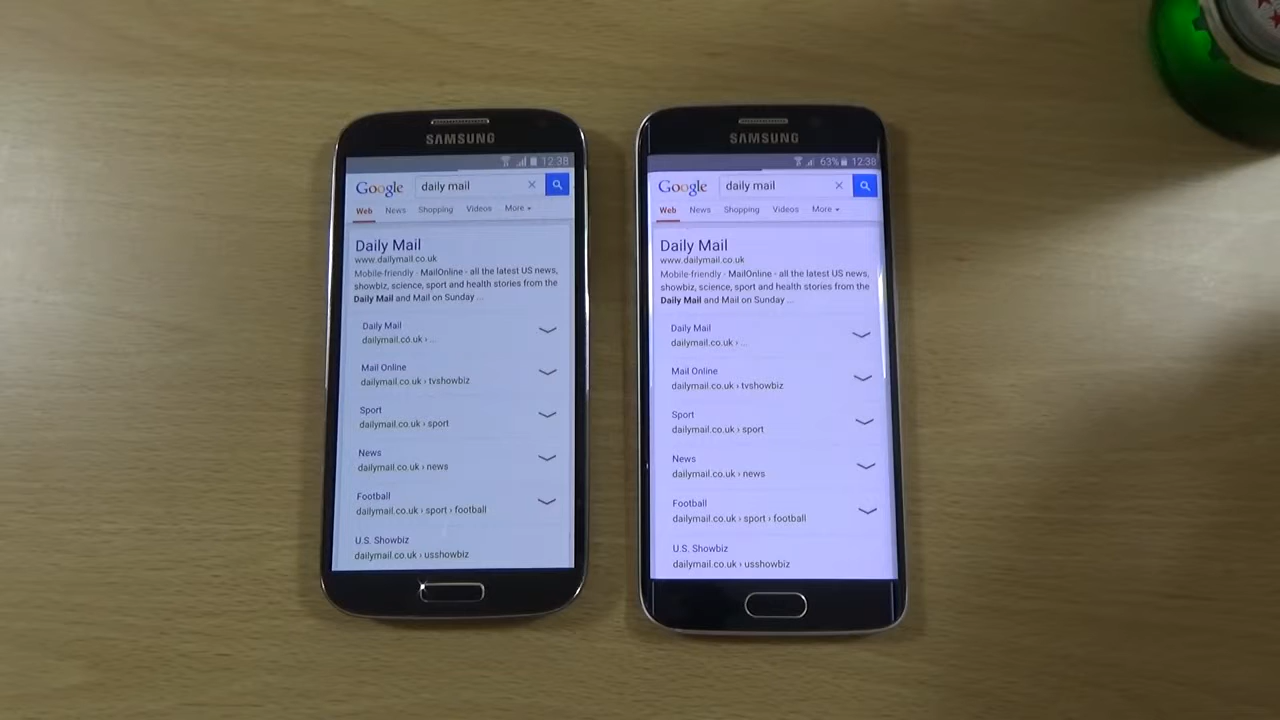 SAMSUNG
12:38
Google
daily mail
Web News Shopping Videos More
Daily Mail
www.dailymail.co.uk
Mobile-friendly · MailOnline - all the latest US news,
showbiz, science, sport and health stories from the
Daily Mail and Mail on Sunday ...
Daily Mail
dailymail.co.uk › ...
Mail Online
dailymail.co.uk › tvshowbiz
Sport
dailymail.co.uk › sport
News
dailymail.co.uk › news
Football
dailymail.co.uk › sport › football
U.S. Showbiz
dailymail.co.uk › usshowbiz
SAMSUNG
63% 12:38
Google
daily mail
Web News Shopping Videos More
Daily Mail
www.dailymail.co.uk
Mobile-friendly · MailOnline - all the latest US news,
showbiz, science, sport and health stories from the
Daily Mail and Mail on Sunday ...
Daily Mail
dailymail.co.uk › ...
Mail Online
dailymail.co.uk › tvshowbiz
Sport
dailymail.co.uk › sport
News
dailymail.co.uk › news
Football
dailymail.co.uk › sport › football
U.S. Showbiz
dailymail.co.uk › usshowbiz